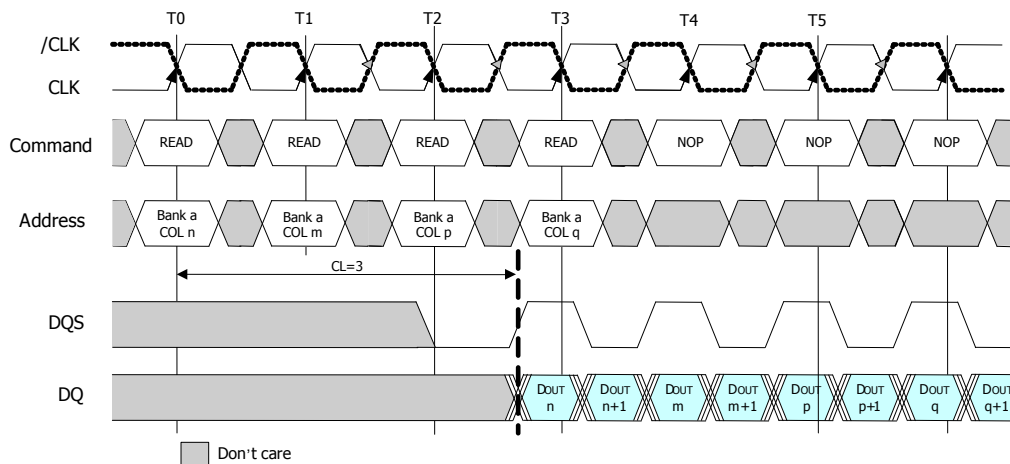 T0 T1 T2 T3 T4 T5
/CLK
CLK
Command READ READ READ READ NOP NOP NOP
Address Bank a Bank a Bank a Bank a
COL n COL m COL p COL q
CL=3
DQS
DQ DOUT DOUT DOUT DOUT DOUT DOUT DOUT DOUT
n n+1 m m+1 p p+1 q q+1
Don't care